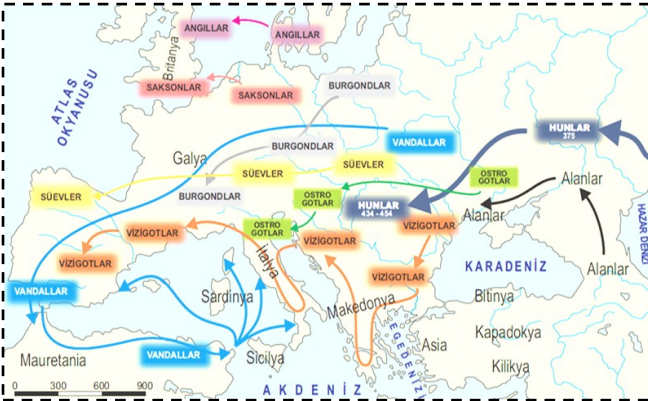 ANGILLAR
ANGILLAR
Britanya
SAKSONLAR
SAKSONLAR
BURGONDLAR
ATLAS
OKYANUSU
HUNLAR
375
VANDALLAR
BURGONDLAR
Galya
SÜEVLER
SÜEVLER
SÜEVLER
BURGONDLAR
OSTRO
GOTLAR
Alanlar
OSTRO
GOTLAR
HUNLAR
434 - 454
Alanlar
HAZAR DENİZİ
VİZİGOTLAR
OSTRO
GOTLAR
VİZİGOTLAR
VİZİGOTLAR
VİZİGOTLAR
İtalya
KARADENİZ
Alanlar
VİZİGOTLAR
VANDALLAR
Sardinya
Makedonya
Bitinya
EGEDENİZİ
Asia
Kapadokya
Kilikya
Mauretania
VANDALLAR
Sicilya
AKDENİZ
0 300 600 900